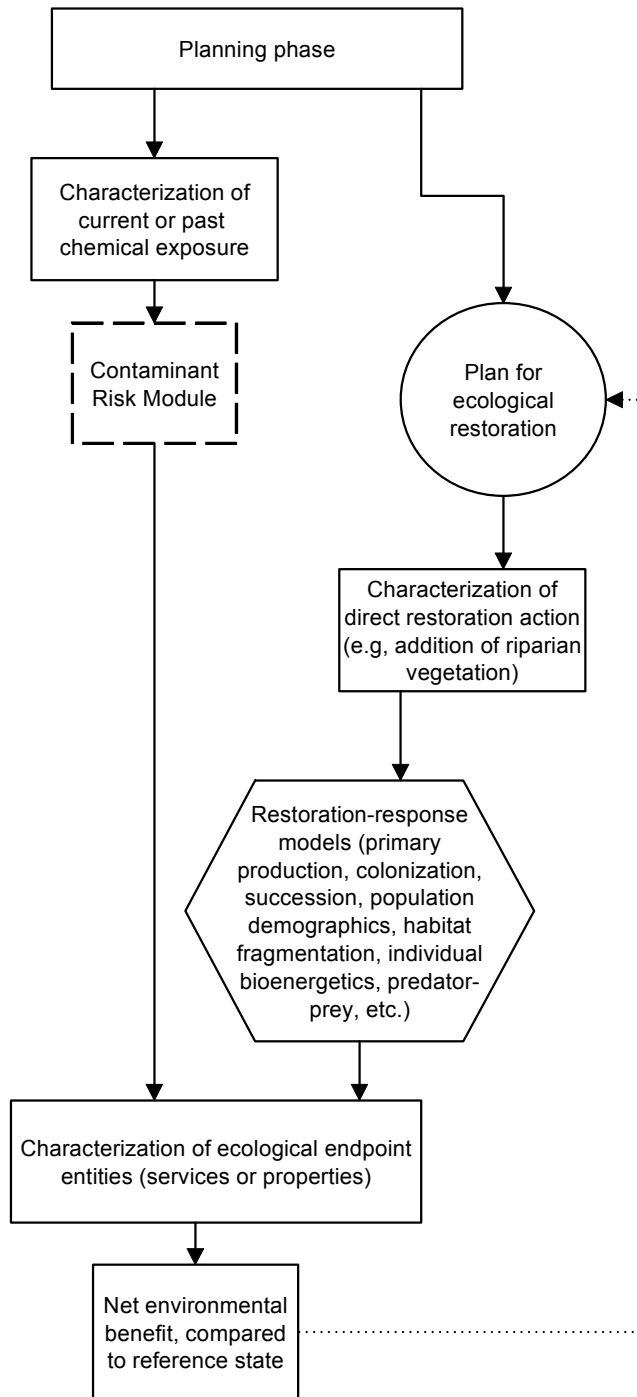 Planning phase
Characterization of
current or past
chemical exposure
Contaminant
Risk Module
Plan for
ecological
restoration
Characterization of
direct restoration action
(e.g, addition of riparian
vegetation)
Restoration-response
models (primary
production, colonization,
succession, population
demographics, habitat
fragmentation, individual
bioenergetics, predator-
prey, etc.)
Characterization of ecological endpoint
entities (services or properties)
Net environmental
benefit, compared
to reference state